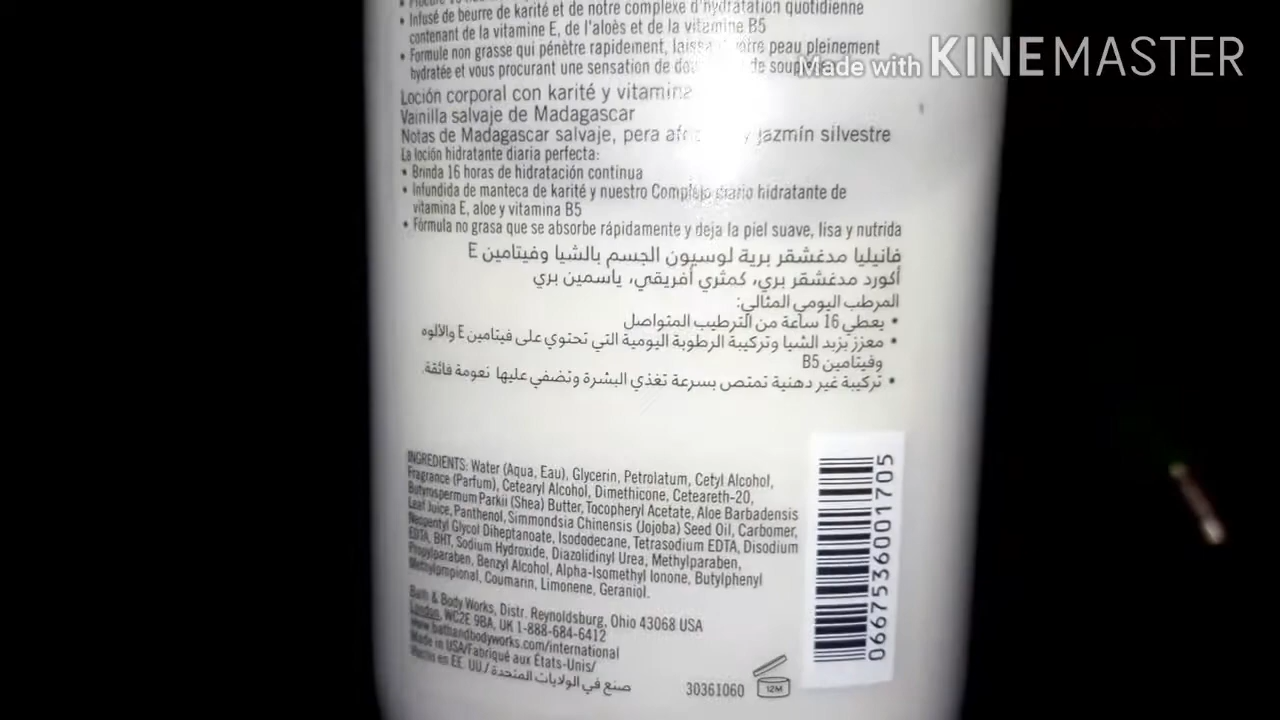 • Infusé de beurre de karité et de notre complexe d'hydratation quotidienne
contenant de la vitamine E, de l'aloès et de la vitamine B5
• Formule non grasse qui pénètre rapidement, votre peau pleinement
hydratée et vous procurant une sensation de de
Made with KINEMASTER
Loción corporal con karité y vitamina
Vainilla salvaje de Madagascar
Notas de Madagascar salvaje, pera y jazmín silvestre
La loción hidratante diaria perfecta:
• Brinda 16 horas de hidratación continua
• Infundida de manteca de karité y nuestro Complejo diario hidratante de
vitamina E, aloe y vitamina B5
• Fórmula no grasa que se absorbe rápidamente y deja la piel suave, lisa y nutrida
فانيليا مدغشقر برية لوسيون الجسم بالشيا وفيتامين E
أكورد مدغشقر بري، كمثري أفريقي، ياسمين بري
المرطب اليومي المثالي:
• يعطي 16 ساعة من الترطيب المتواصل
• معزز بزبد الشيا وتركيبة الرطوبة اليومية التي تحتوي على فيتامين E والألوه
وفيتامين B5
• تركيبة غير دهنية تمتص بسرعة تغذي البشرة وتضفي عليها نعومة فائقة.
INGREDIENTS: Water (Aqua, Eau), Glycerin, Petrolatum, Cetyl Alcohol,
Fragrance (Parfum), Cetearyl Alcohol, Dimethicone, Ceteareth-20,
Butyrospermum Parkii (Shea) Butter, Tocopheryl Acetate, Aloe Barbadensis
Leaf Juice, Panthenol, Simmondsia Chinensis (Jojoba) Seed Oil, Carbomer,
Neopentyl Glycol Diheptanoate, Isododecane, Tetrasodium EDTA, Disodium
EDTA, BHT, Sodium Hydroxide, Diazolidinyl Urea, Methylparaben,
Propylparaben, Benzyl Alcohol, Alpha-Isomethyl Ionone, Butylphenyl
Methylpropional, Coumarin, Limonene, Geraniol.
Bath & Body Works, Distr. Reynoldsburg, Ohio 43068 USA
London, WC2E 9BA, UK 1-888-684-6412
www.bathandbodyworks.com/international
Made in USA/Fabriqué aux États-Unis/
Hecho en EE. UU./صنع في الولايات المتحدة
30361060
12M
0667536001705